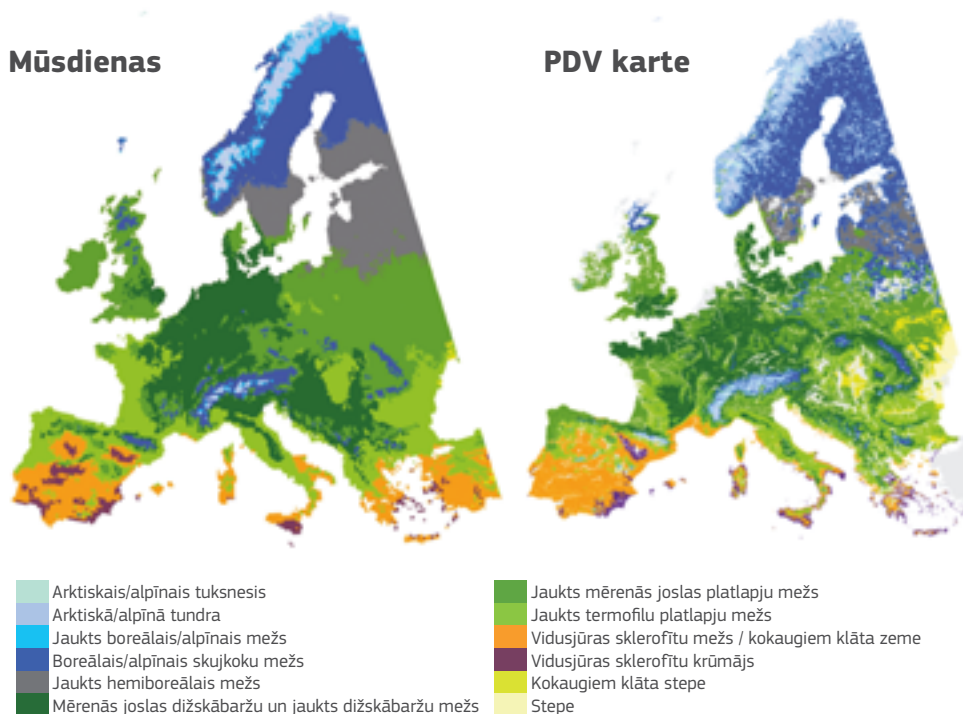 Mūsdienas
PDV karte
Arktiskais/alpīnais tuksnesis
Arktiskā/alpīnā tundra
Jaukts boreālais/alpīnais mežs
Boreālais/alpīnais skujkoku mežs
Jaukts hemiboreālais mežs
Mērenās joslas dižskābaržu un jaukts dižskābaržu mežs
Jaukts mērenās joslas platlapju mežs
Jaukts termofilu platlapju mežs
Vidusjūras sklerofītu mežs / kokaugiem klāta zeme
Vidusjūras sklerofītu krūmājs
Kokaugiem klāta stepe
Stepe